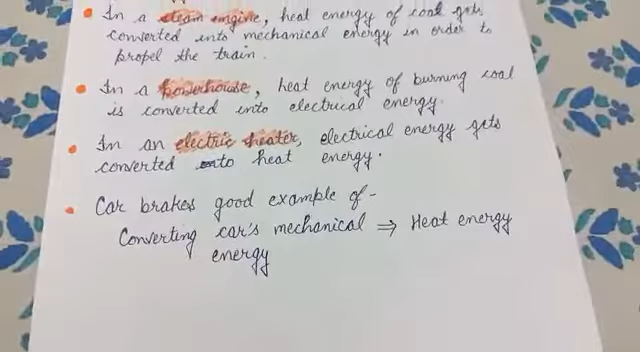 In a steam engine, heat energy of coal gets
converted into mechanical energy in order to
propel the train.
In a powerhouse, heat energy of burning coal
is converted into electrical energy.
In an electric heater, electrical energy gets
converted into heat energy.
Car brakes good example of -
Converting car's mechanical ⇒ Heat energy
energy